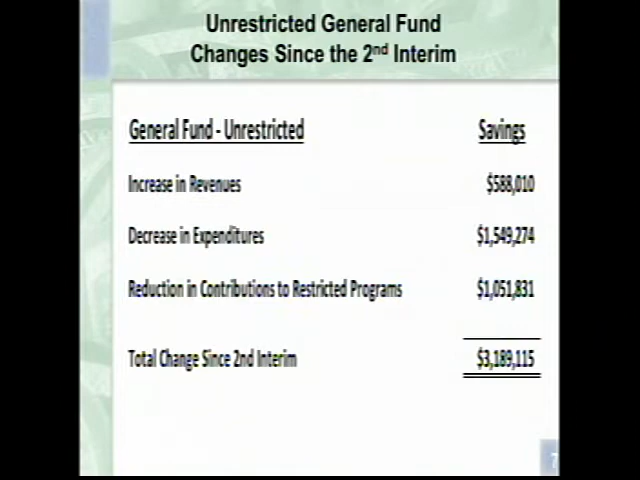 Unrestricted General Fund
Changes Since the 2nd Interim
General Fund - Unrestricted Savings
Increase in Revenues $588,010
Decrease in Expenditures $1,549,274
Reduction in Contributions to Restricted Programs $1,051,831
Total Change Since 2nd Interim $3,189,115
7